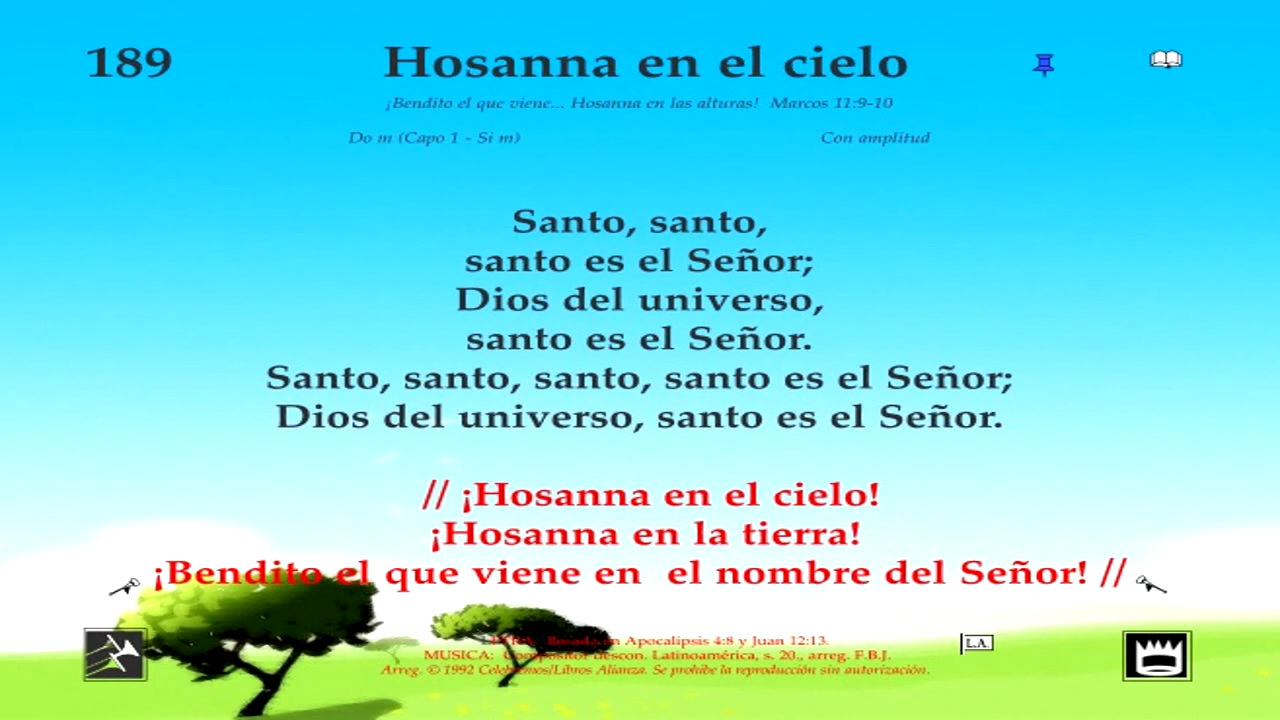 189 Hosanna en el cielo
¡Bendito el que viene... Hosanna en las alturas! Marcos 11:9-10
Do m (Capo 1 - Si m) Con amplitud
Santo, santo,
santo es el Señor;
Dios del universo,
santo es el Señor.
Santo, santo, santo, santo es el Señor;
Dios del universo, santo es el Señor.
// ¡Hosanna en el cielo!
¡Hosanna en la tierra!
¡Bendito el que viene en el nombre del Señor! //
Basada en Apocalipsis 4:8 y Juan 12:13.
L.A.
MUSICA: Compositor descon. Latinoamérica, s. 20., arreg. F.B.J.
Arreg. © 1992 Celebremos/Libros Alianza. Se prohibe la reproducción sin autorización.